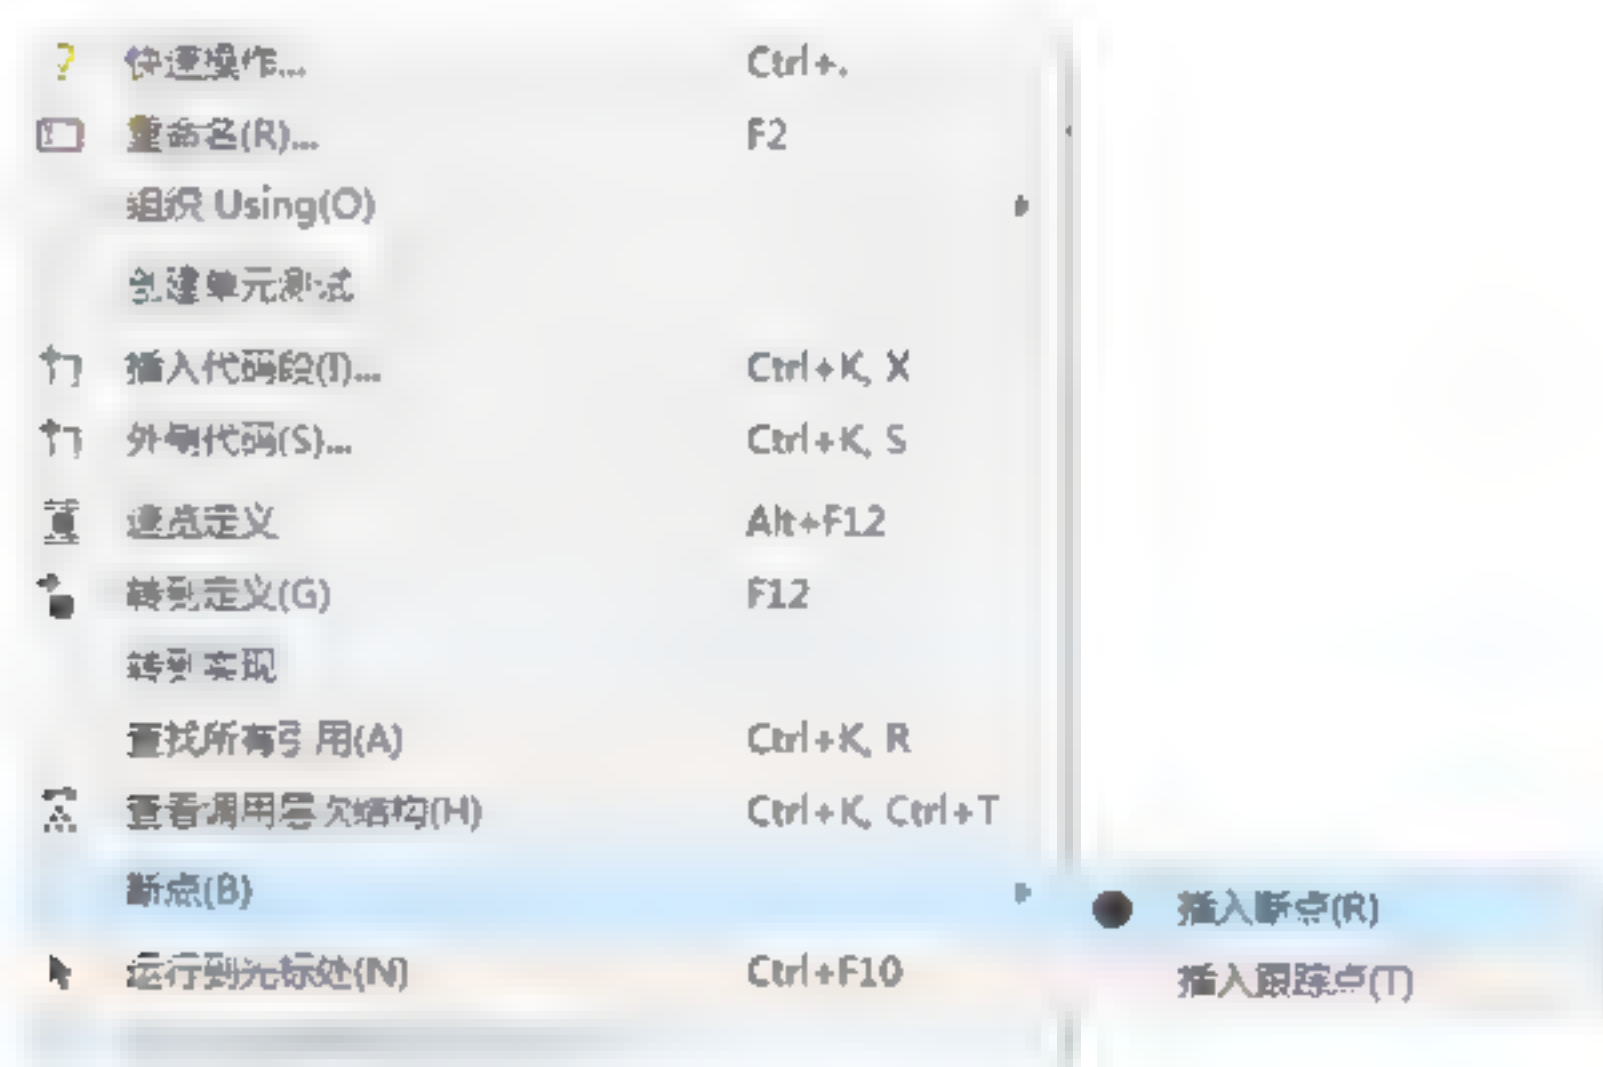 快速操作... Ctrl+.
重命名(R)... F2
组织 Using(O)
创建单元测试
插入代码段(I)... Ctrl+K, X
外侧代码(S)... Ctrl+K, S
速览定义 Alt+F12
转到定义(G) F12
转到实现
查找所有引用(A) Ctrl+K, R
查看调用层次结构(H) Ctrl+K, Ctrl+T
断点(B)
插入断点(R)
运行到光标处(N) Ctrl+F10
插入跟踪点(T)